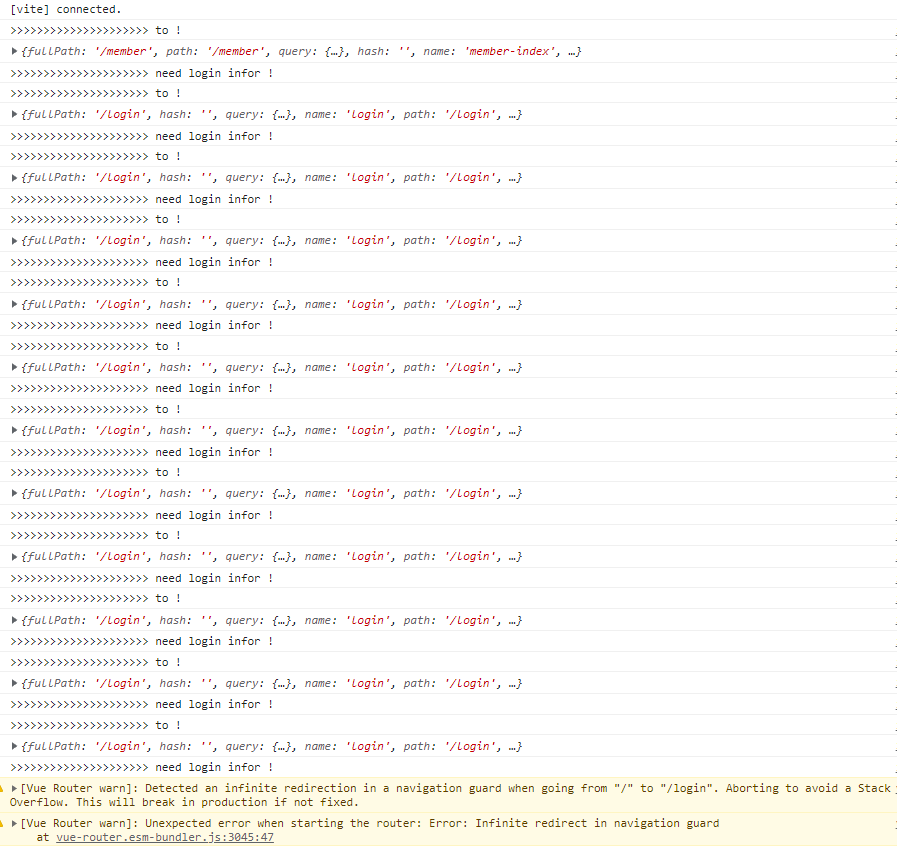 [vite] connected.
>>>>>>>>>>>>>>>>>>>>> to !
{fullPath: '/member', path: '/member', query: {…}, hash: '', name: 'member-index', …}
>>>>>>>>>>>>>>>>>>>>> need login infor !
>>>>>>>>>>>>>>>>>>>>> to !
{fullPath: '/login', hash: '', query: {…}, name: 'login', path: '/login', …}
>>>>>>>>>>>>>>>>>>>>> need login infor !
>>>>>>>>>>>>>>>>>>>>> to !
{fullPath: '/login', hash: '', query: {…}, name: 'login', path: '/login', …}
>>>>>>>>>>>>>>>>>>>>> need login infor !
>>>>>>>>>>>>>>>>>>>>> to !
{fullPath: '/login', hash: '', query: {…}, name: 'login', path: '/login', …}
>>>>>>>>>>>>>>>>>>>>> need login infor !
>>>>>>>>>>>>>>>>>>>>> to !
{fullPath: '/login', hash: '', query: {…}, name: 'login', path: '/login', …}
>>>>>>>>>>>>>>>>>>>>> need login infor !
>>>>>>>>>>>>>>>>>>>>> to !
{fullPath: '/login', hash: '', query: {…}, name: 'login', path: '/login', …}
>>>>>>>>>>>>>>>>>>>>> need login infor !
>>>>>>>>>>>>>>>>>>>>> to !
{fullPath: '/login', hash: '', query: {…}, name: 'login', path: '/login', …}
>>>>>>>>>>>>>>>>>>>>> need login infor !
>>>>>>>>>>>>>>>>>>>>> to !
{fullPath: '/login', hash: '', query: {…}, name: 'login', path: '/login', …}
>>>>>>>>>>>>>>>>>>>>> need login infor !
>>>>>>>>>>>>>>>>>>>>> to !
{fullPath: '/login', hash: '', query: {…}, name: 'login', path: '/login', …}
>>>>>>>>>>>>>>>>>>>>> need login infor !
>>>>>>>>>>>>>>>>>>>>> to !
{fullPath: '/login', hash: '', query: {…}, name: 'login', path: '/login', …}
>>>>>>>>>>>>>>>>>>>>> need login infor !
>>>>>>>>>>>>>>>>>>>>> to !
{fullPath: '/login', hash: '', query: {…}, name: 'login', path: '/login', …}
>>>>>>>>>>>>>>>>>>>>> need login infor !
>>>>>>>>>>>>>>>>>>>>> to !
{fullPath: '/login', hash: '', query: {…}, name: 'login', path: '/login', …}
>>>>>>>>>>>>>>>>>>>>> need login infor !
[Vue Router warn]: Detected an infinite redirection in a navigation guard when going from "/" to "/login". Aborting to avoid a Stack
Overflow. This will break in production if not fixed.
[Vue Router warn]: Unexpected error when starting the router: Error: Infinite redirect in navigation guard
at vue-router.esm-bundler.js:3045:47